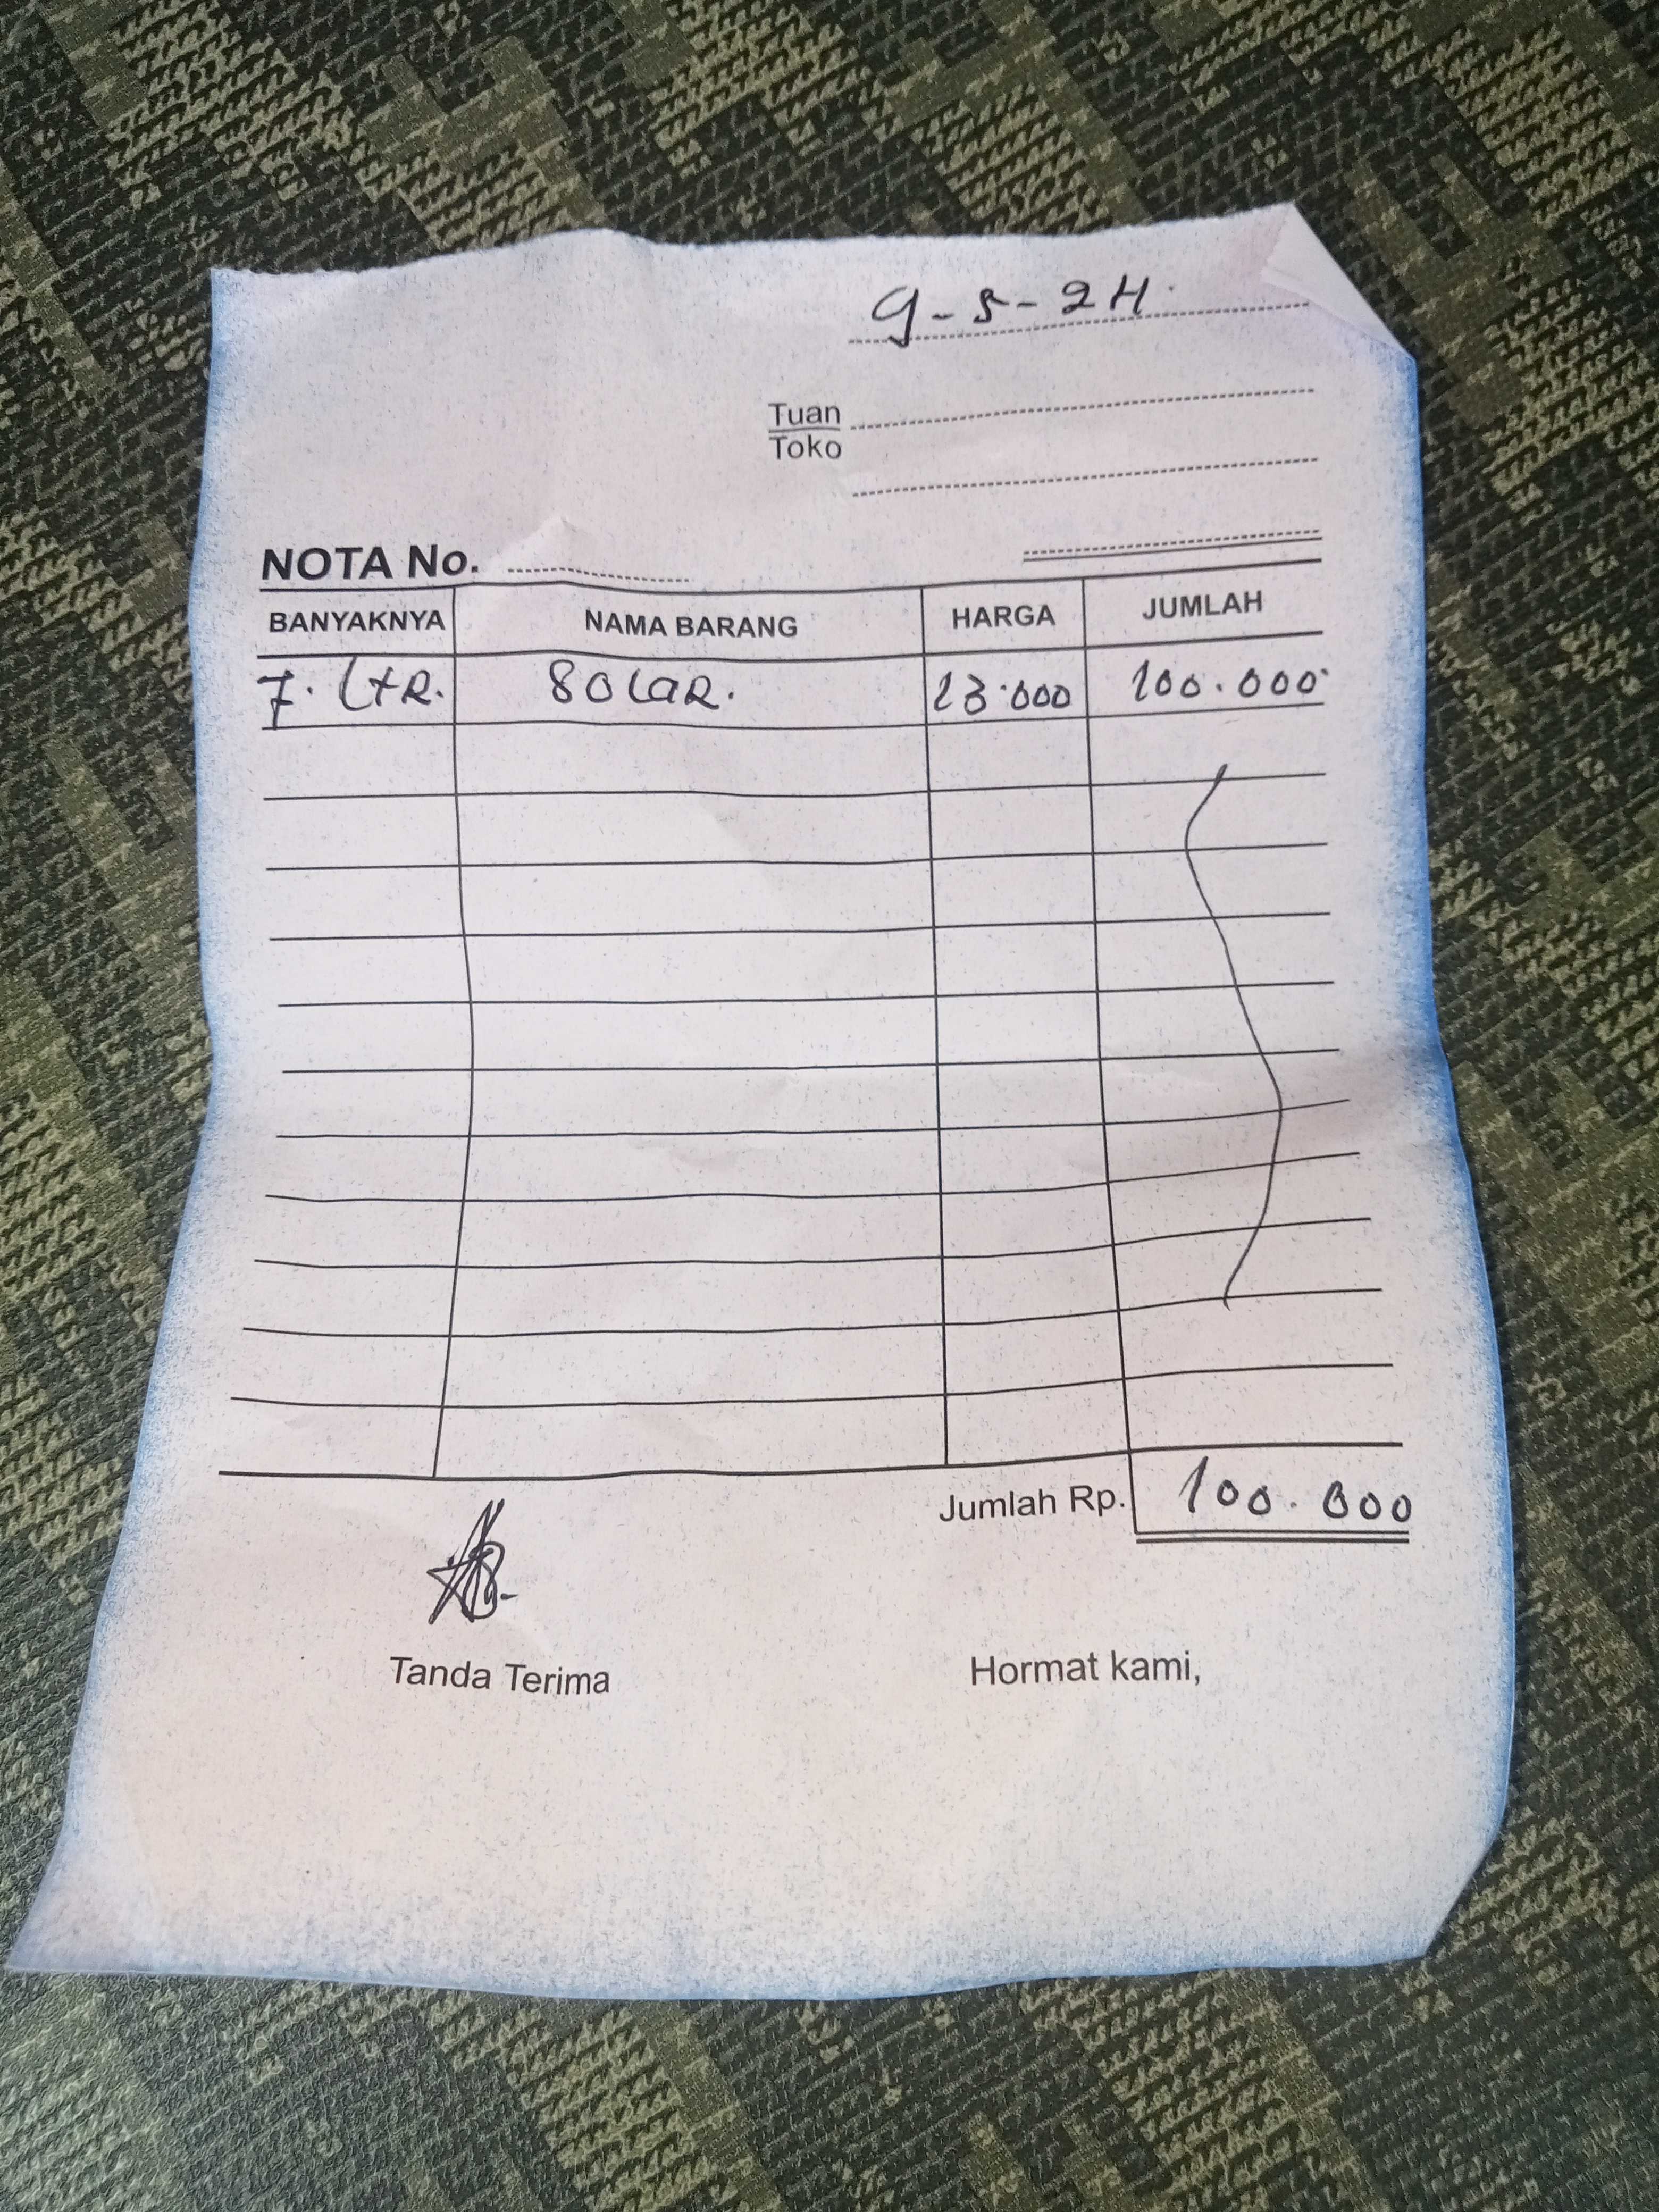 9-5-24.
Tuan
Toko
NOTA No.
BANYAKNYA NAMA BARANG HARGA JUMLAH
7. LtR. SOLAR. 13.000 100.000
Jumlah Rp. 100.000
Tanda Terima Hormat kami,